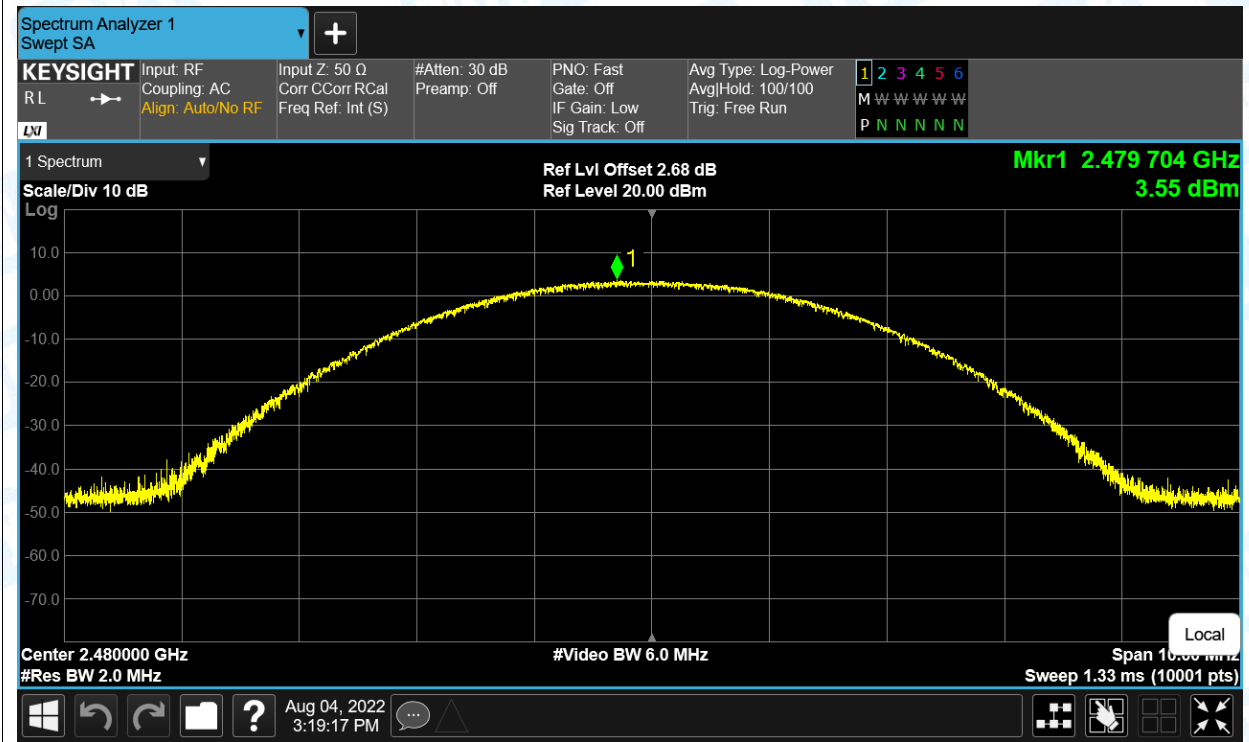 Spectrum Analyzer 1
Swept SA
KEYSIGHT
R L
LXI
Input: RF
Coupling: AC
Align: Auto/No RF
Input Z: 50 Ω
Corr CCorr RCal
Freq Ref: Int (S)
#Atten: 30 dB
Preamp: Off
PNO: Fast
Gate: Off
IF Gain: Low
Sig Track: Off
Avg Type: Log-Power
Avg|Hold: 100/100
Trig: Free Run
1 2 3 4 5 6
M W W W W W
P N N N N N
1 Spectrum
Scale/Div 10 dB
Log
Ref Lvl Offset 2.68 dB
Ref Level 20.00 dBm
Mkr1 2.479 704 GHz
3.55 dBm
1
10.0
0.00
-10.0
-20.0
-30.0
-40.0
-50.0
-60.0
-70.0
Local
Center 2.480000 GHz
#Res BW 2.0 MHz
#Video BW 6.0 MHz
Span 10.00 MHz
Sweep 1.33 ms (10001 pts)
?
Aug 04, 2022
3:19:17 PM